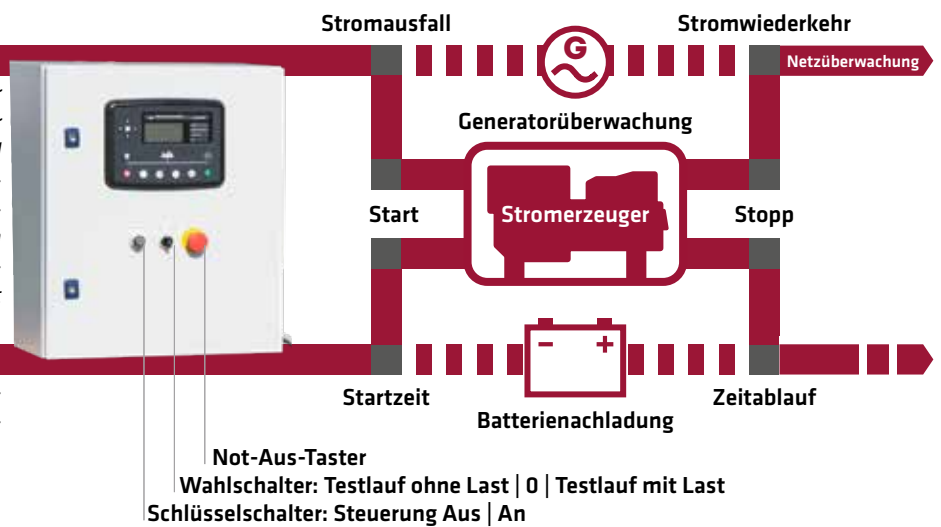 Stromausfall
Stromwiederkehr
G
Netzüberwachung
Generatorüberwachung
Start
Stromerzeuger
Stopp
- +
Startzeit
Zeitablauf
Batterienachladung
Not-Aus-Taster
Wahlschalter: Testlauf ohne Last | 0 | Testlauf mit Last
Schlüsselschalter: Steuerung Aus | An